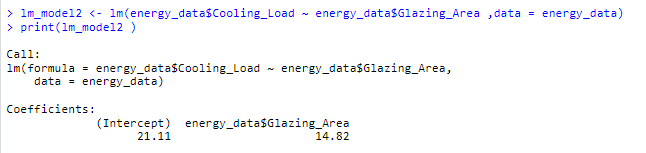 > lm_model2 <- lm(energy_data$Cooling_Load ~ energy_data$Glazing_Area ,data = energy_data)
> print(lm_model2 )
Call:
lm(formula = energy_data$Cooling_Load ~ energy_data$Glazing_Area,
    data = energy_data)
Coefficients:
              (Intercept)  energy_data$Glazing_Area
                    21.11                     14.82